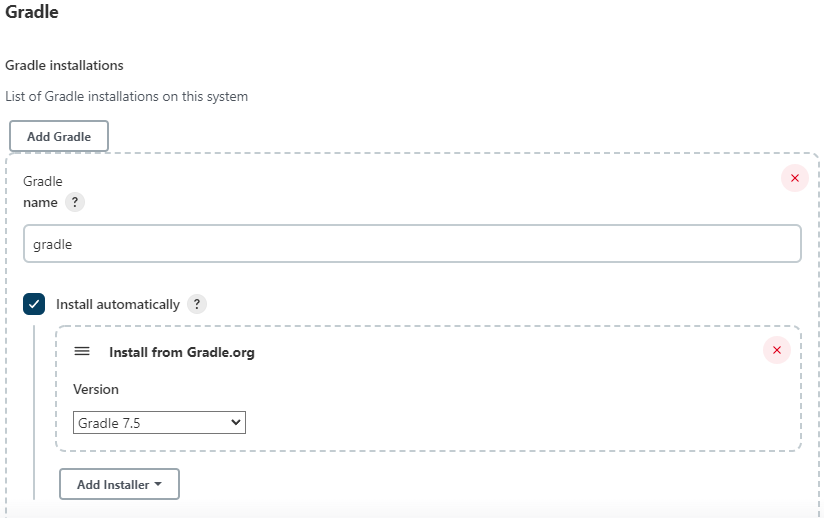 Gradle
Gradle installations
List of Gradle installations on this system
Add Gradle
Gradle
name ?
gradle
Install automatically ?
Install from Gradle.org
Version
Gradle 7.5
Add Installer